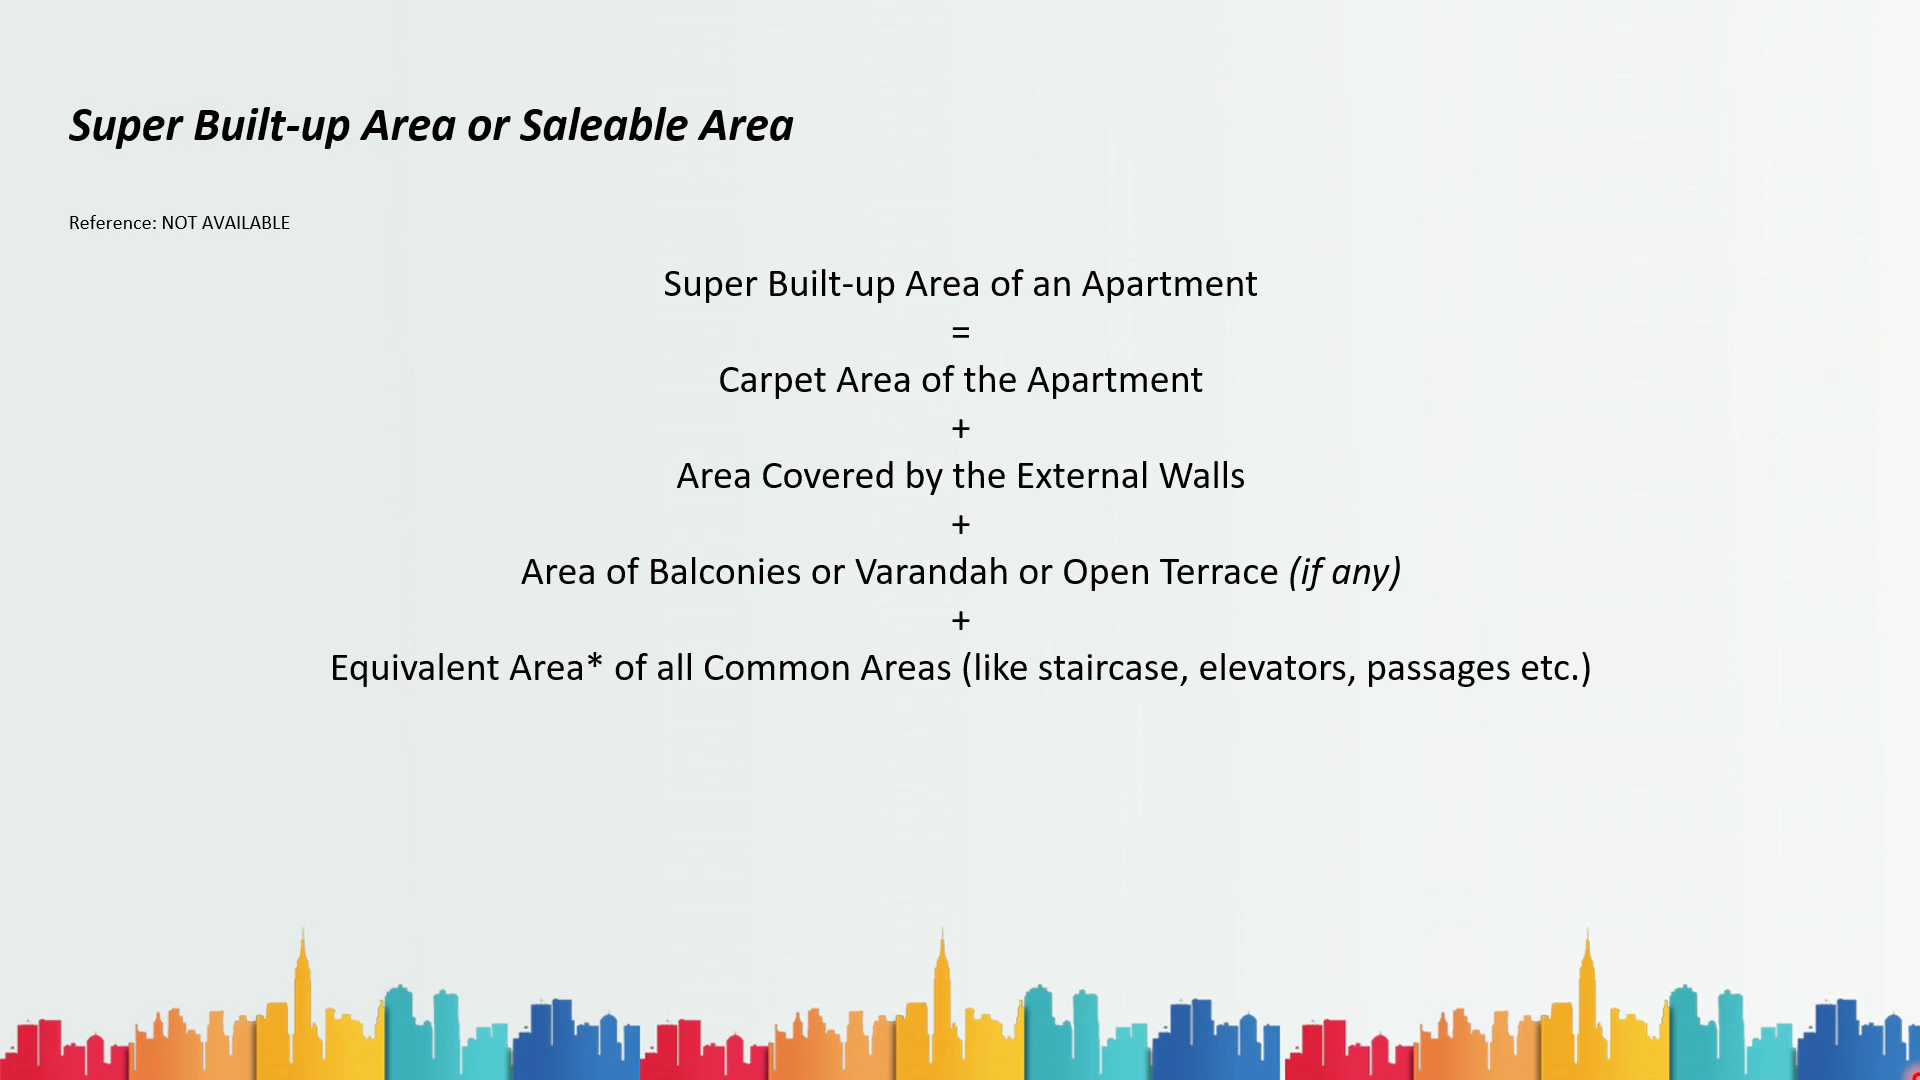 Super Built-up Area or Saleable Area
Reference: NOT AVAILABLE
Super Built-up Area of an Apartment
=
Carpet Area of the Apartment
+
Area Covered by the External Walls
+
Area of Balconies or Varandah or Open Terrace (if any)
+
Equivalent Area* of all Common Areas (like staircase, elevators, passages etc.)